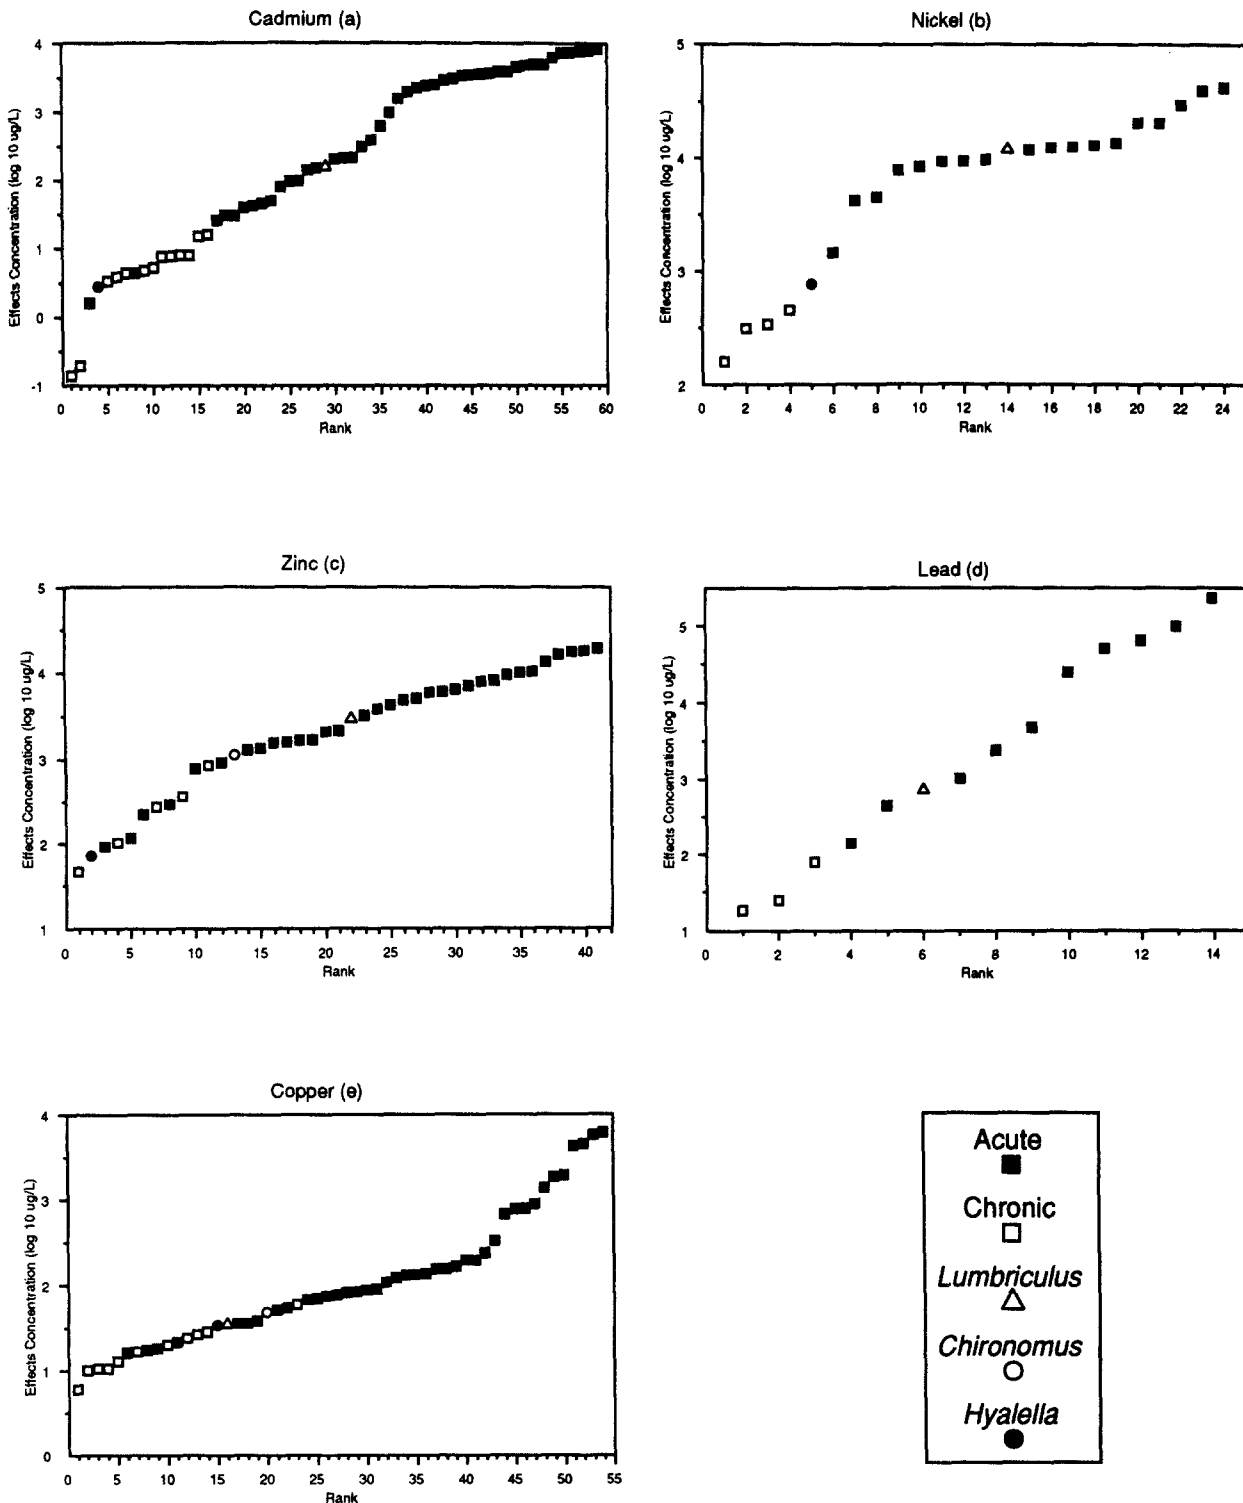 Cadmium (a)
Effects Concentration (log 10 ug/L)
4
3
2
1
0
-1
0 5 10 15 20 25 30 35 40 45 50 55 60
Rank
Nickel (b)
Effects Concentration (log 10 ug/L)
5
4
3
2
0 2 4 6 8 10 12 14 16 18 20 22 24
Rank
Zinc (c)
Effects Concentration (log 10 ug/L)
5
4
3
2
1
0 5 10 15 20 25 30 35 40
Rank
Lead (d)
Effects Concentration (log 10 ug/L)
5
4
3
2
1
0 2 4 6 8 10 12 14
Rank
Copper (e)
Effects Concentration (log 10 ug/L)
4
3
2
1
0
0 5 10 15 20 25 30 35 40 45 50 55
Rank
Acute
Chronic
Lumbriculus
Chironomus
Hyalella